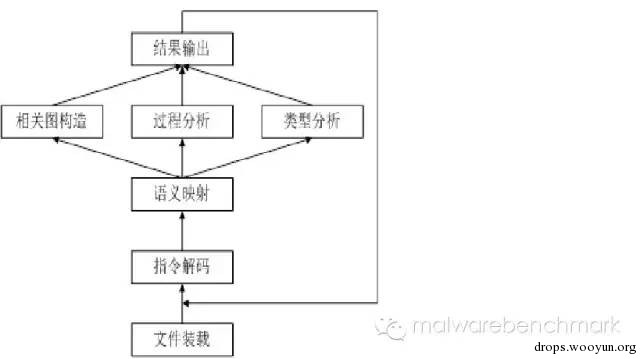 结果输出
相关图构造
过程分析
类型分析
语义映射
指令解码
文件装载
malwarebenchmark
drops.wooyun.org